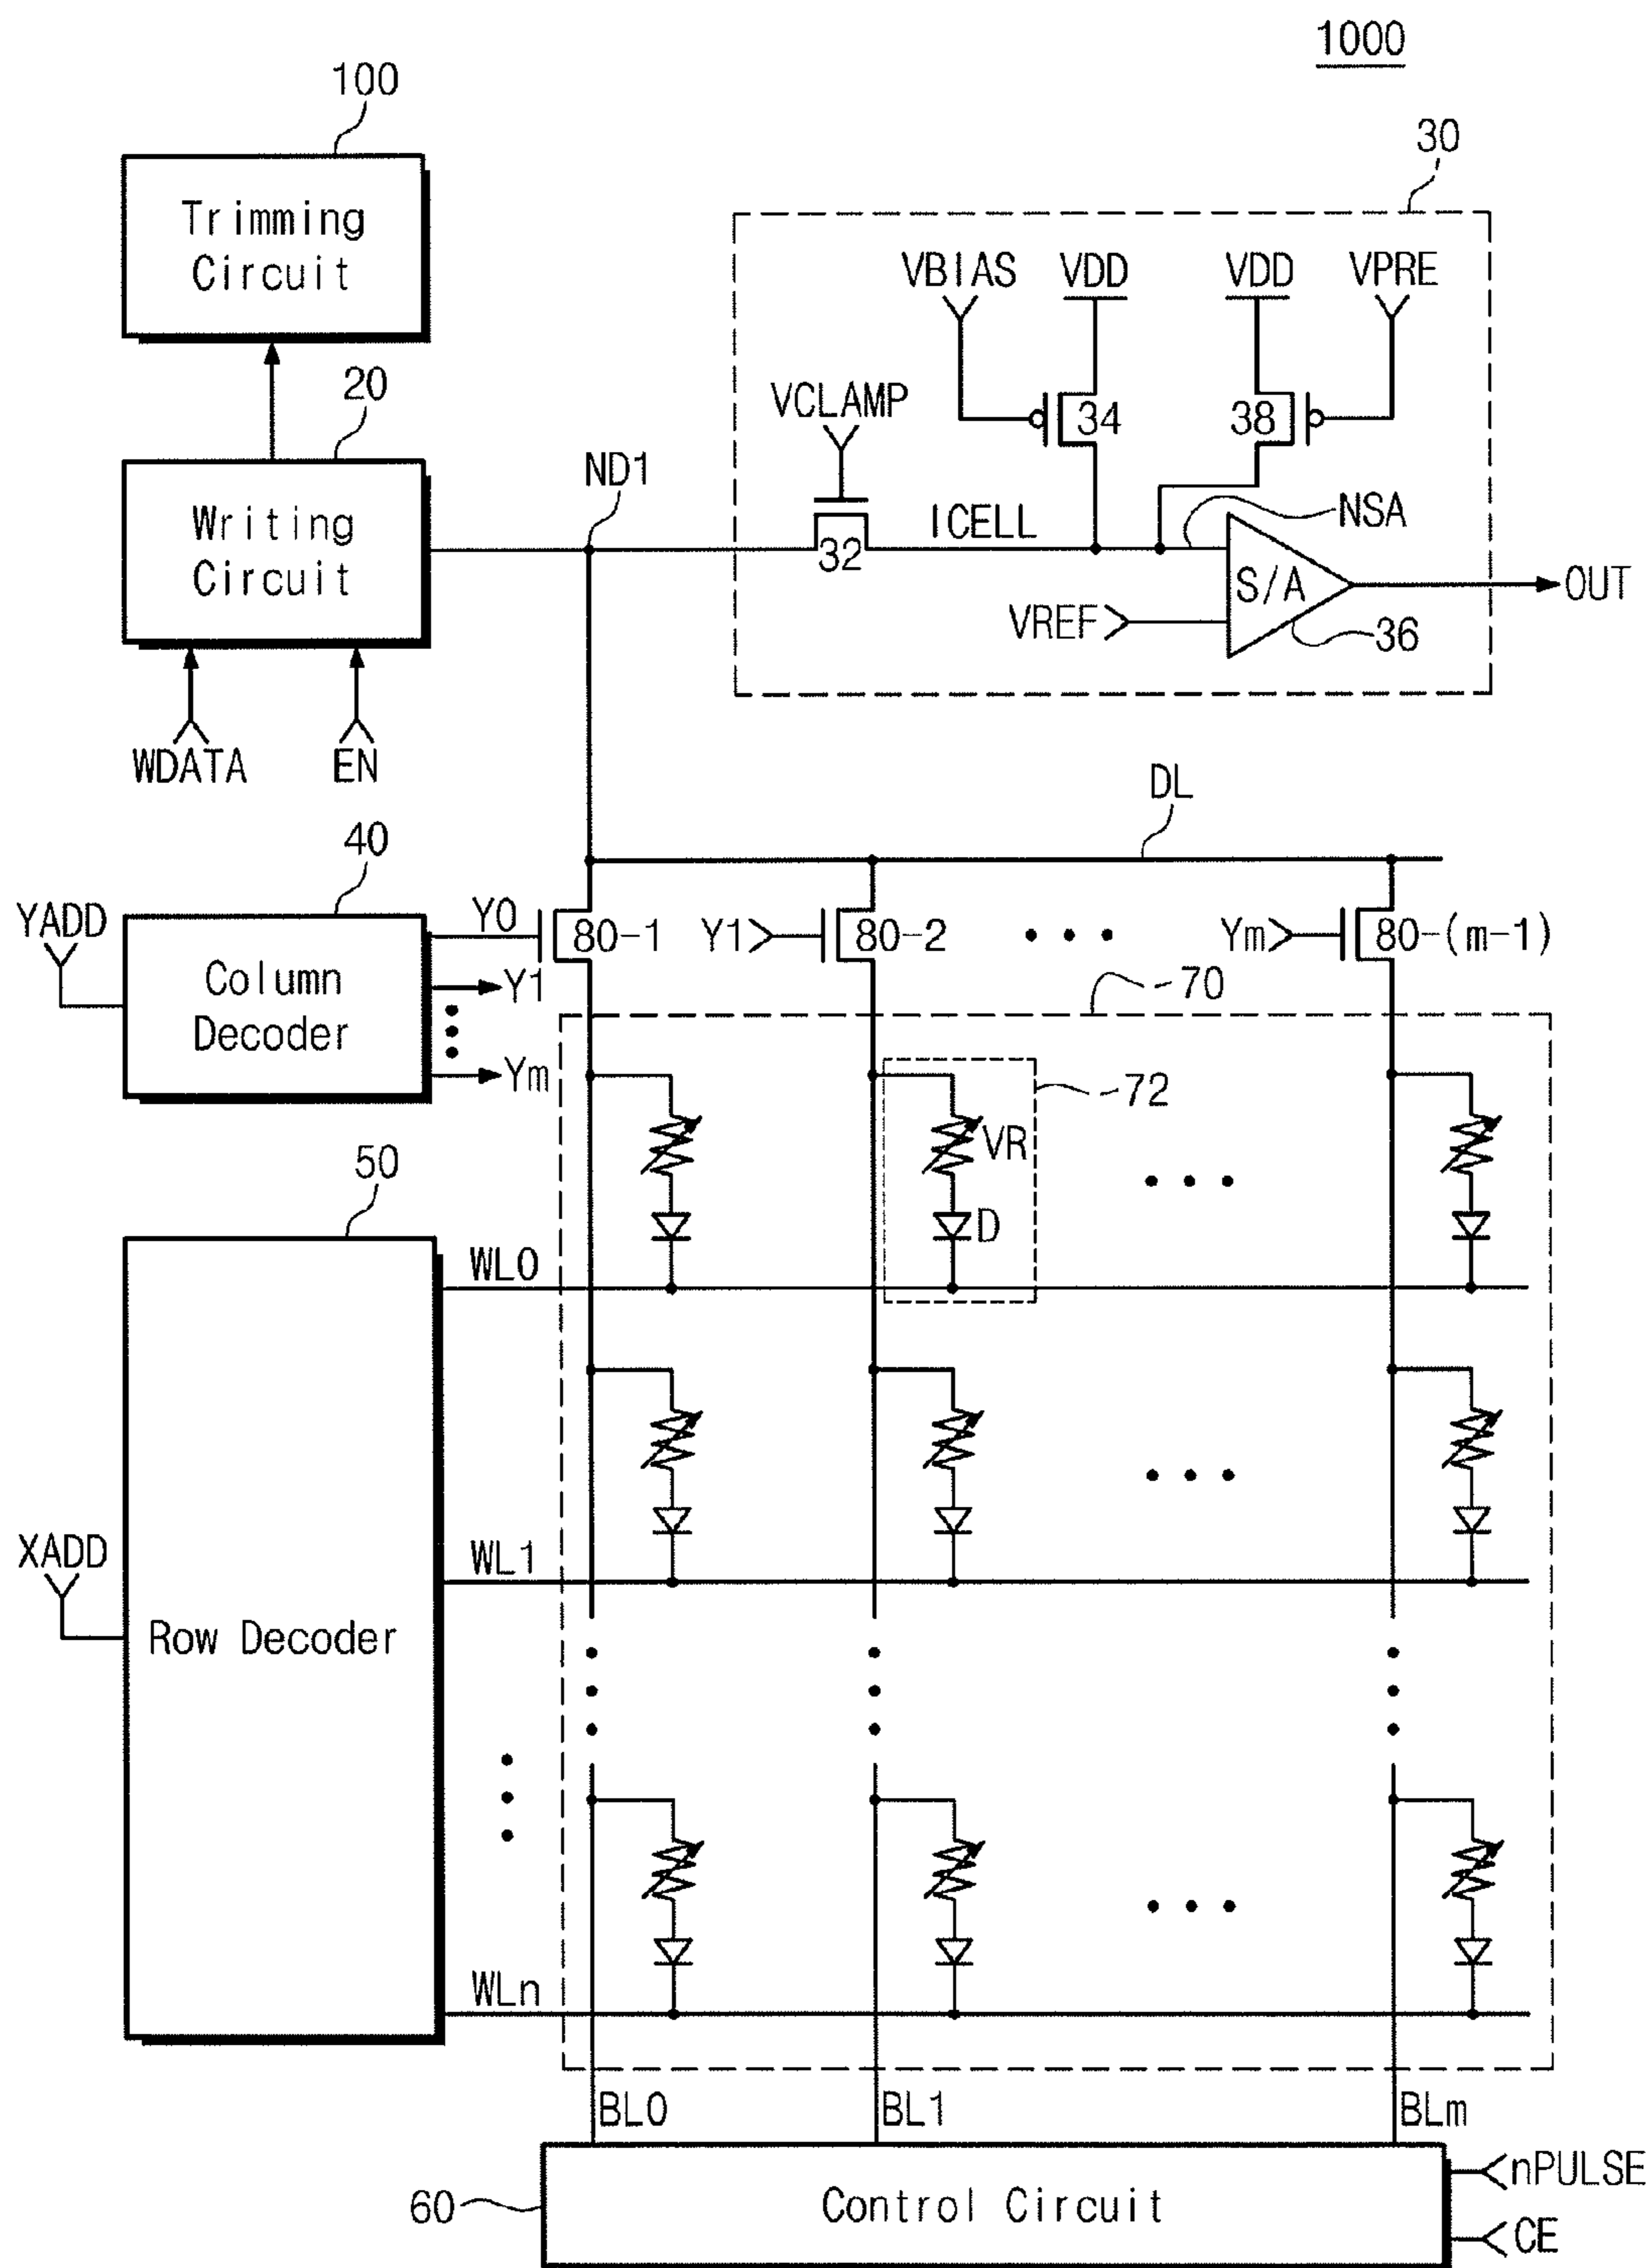 1000
100
Trimming
Circuit
30
VBIAS
VDD
VDD
VPRE
20
VCLAMP
34
38
Writing
Circuit
ND1
32
ICELL
NSA
S/A
OUT
VREF
36
WDATA
EN
DL
40
YADD
Column
Decoder
Y0
80-1
Y1
80-2
Ym
80-(m-1)
Y1
Ym
70
72
VR
D
50
WL0
XADD
Row Decoder
WL1
WLn
BL0
BL1
BLm
60
Control Circuit
nPULSE
CE